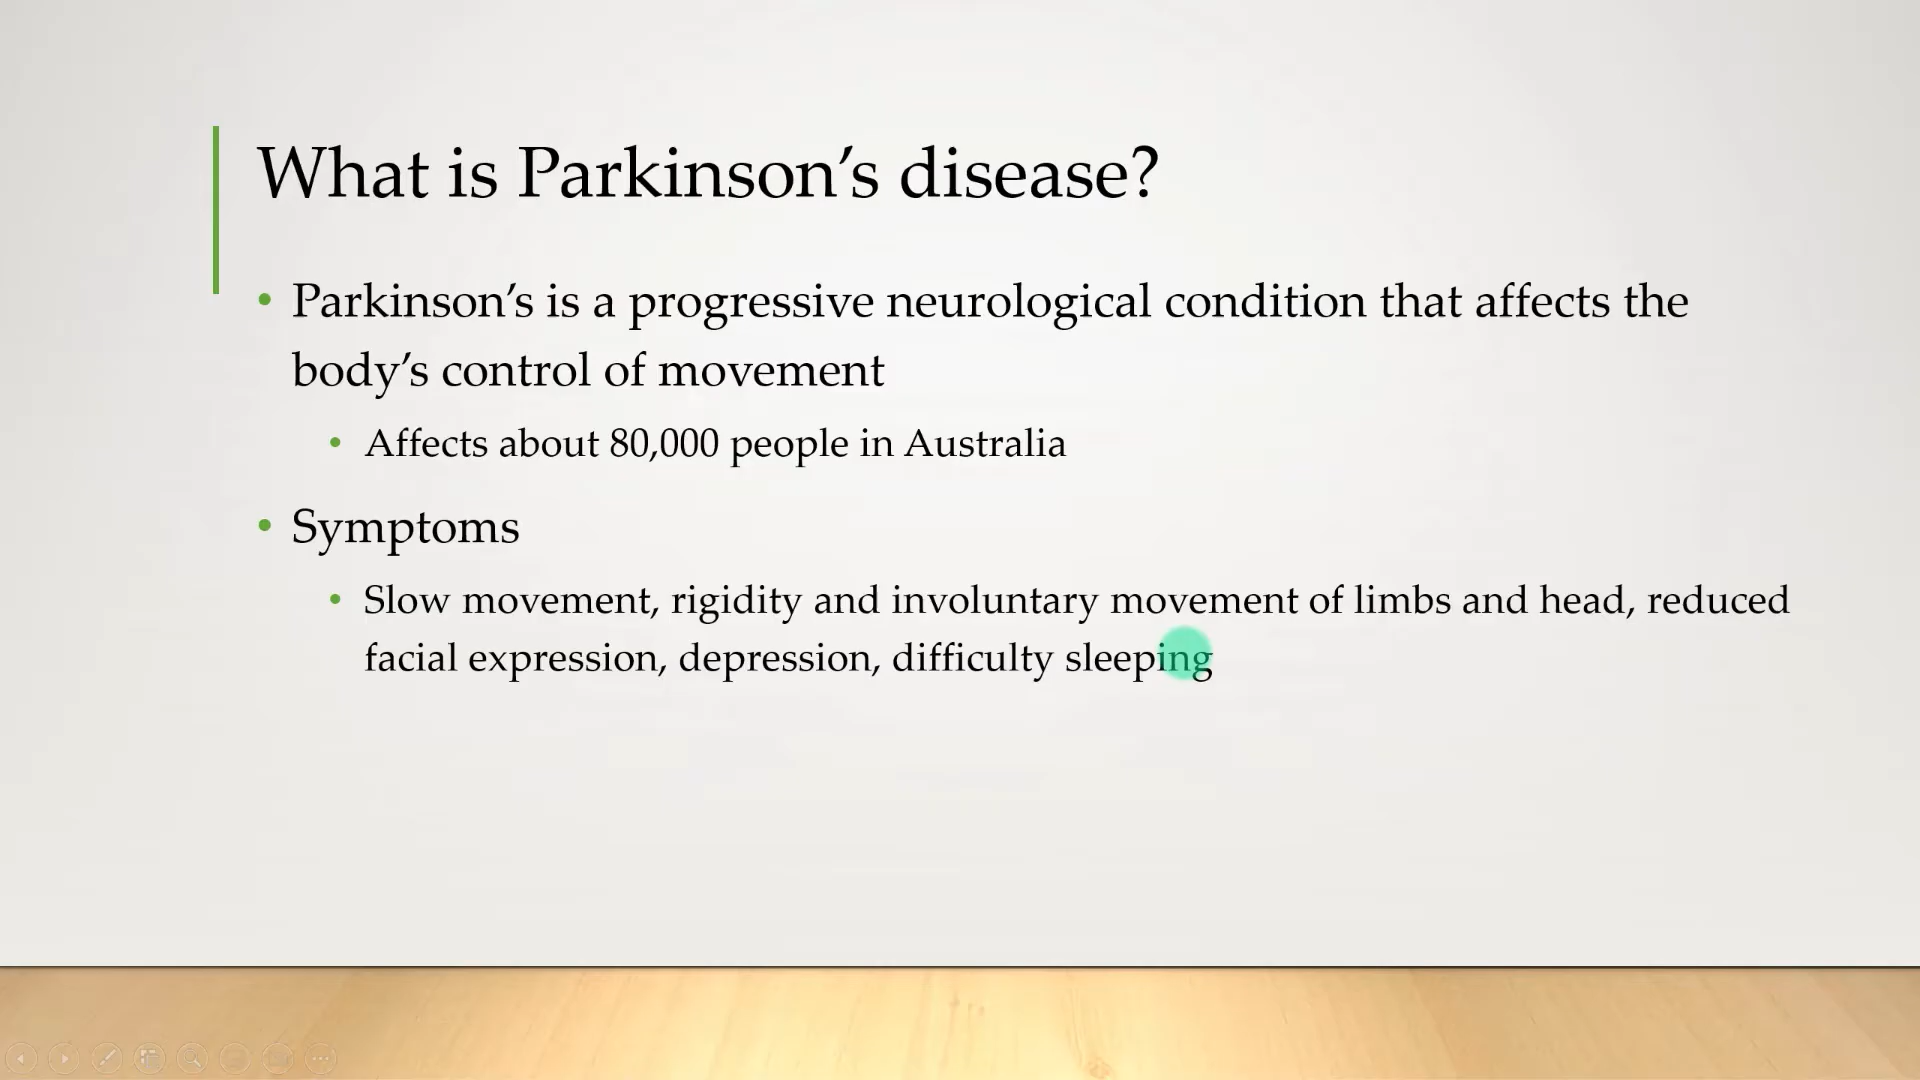 What is Parkinson’s disease?
• Parkinson’s is a progressive neurological condition that affects the
body’s control of movement
• Affects about 80,000 people in Australia
• Symptoms
• Slow movement, rigidity and involuntary movement of limbs and head, reduced
facial expression, depression, difficulty sleeping